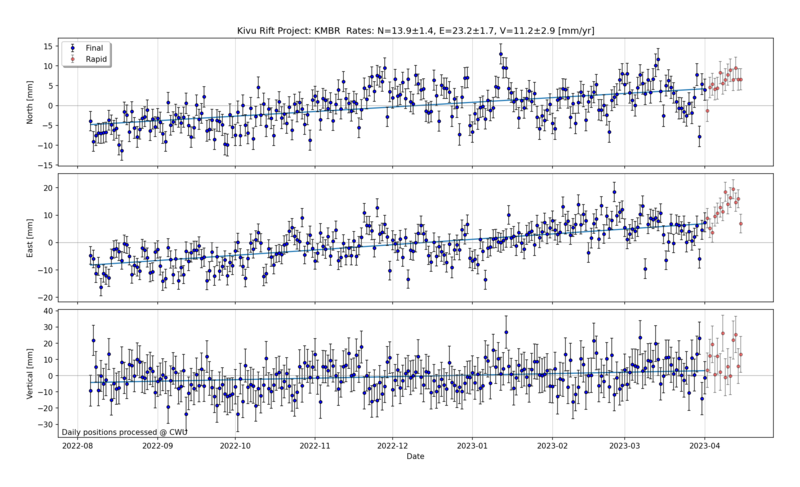 Kivu Rift Project: KMBR Rates: N=13.9±1.4, E=23.2±1.7, V=11.2±2.9 [mm/yr]
Final
Rapid
North [mm]
15
10
5
0
−5
−10
−15
East [mm]
20
10
0
−10
−20
Vertical [mm]
40
30
20
10
0
−10
−20
−30
Daily positions processed @ CWU
2022-08 2022-09 2022-10 2022-11 2022-12 2023-01 2023-02 2023-03 2023-04
Date